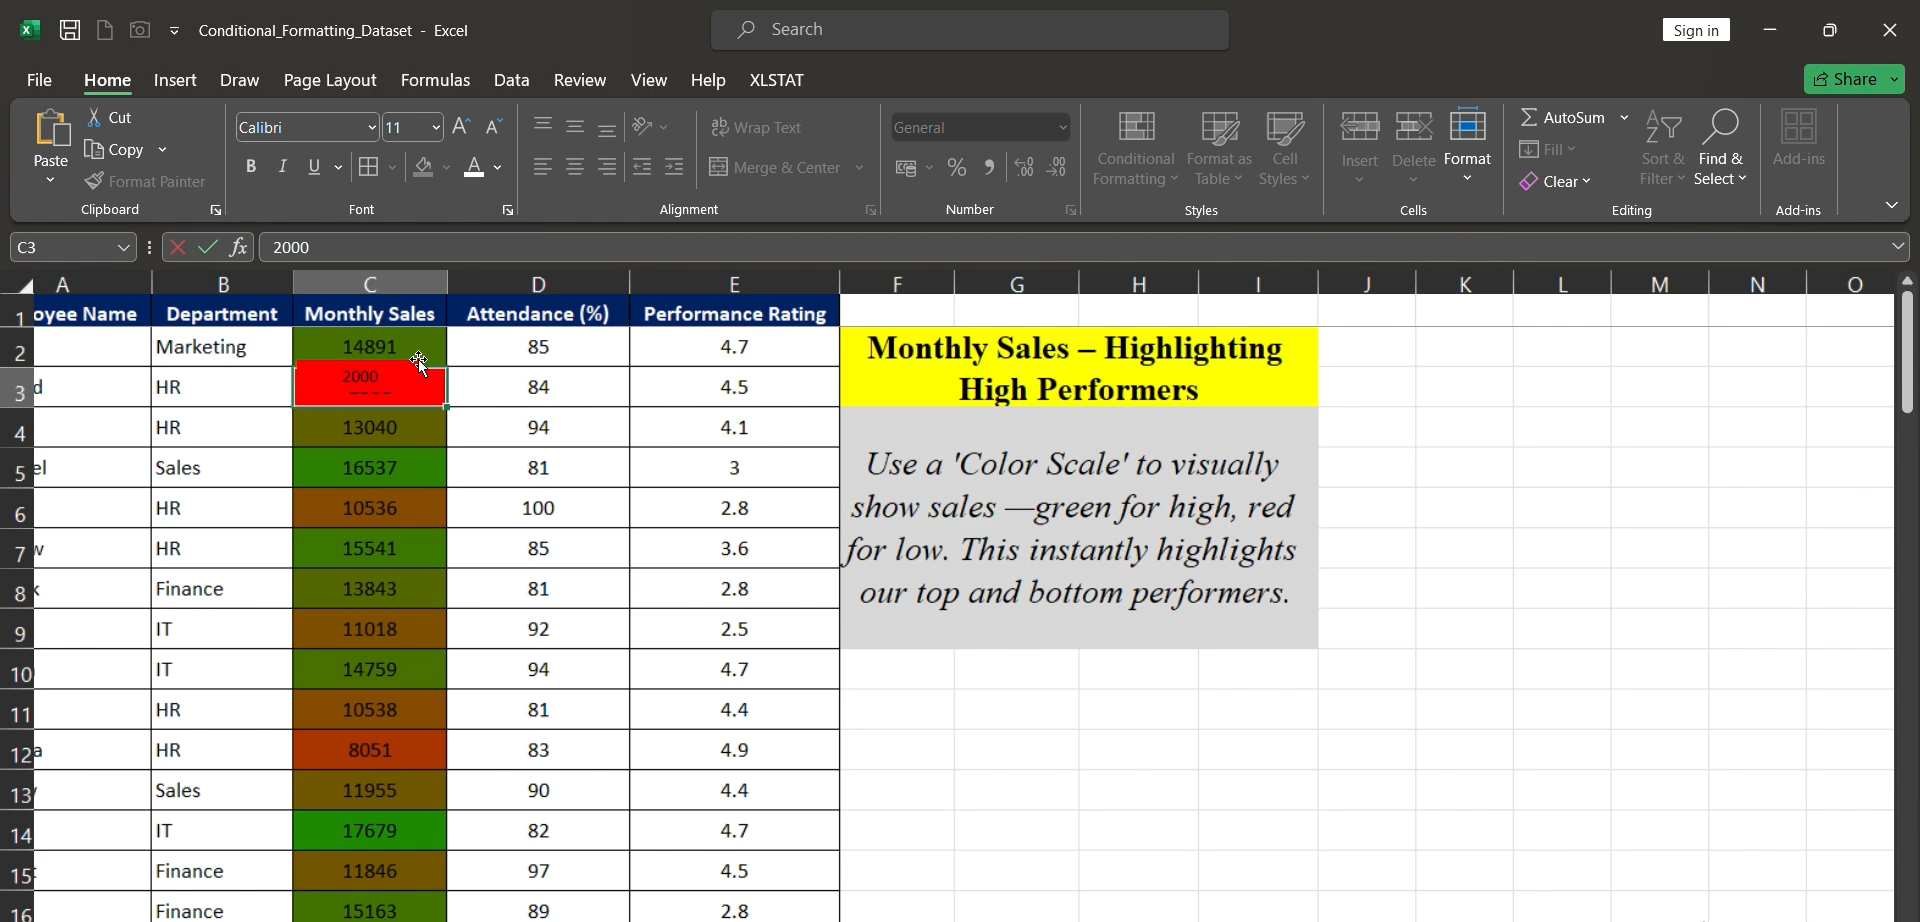 Conditional_Formatting_Dataset - Excel
Search
Sign in
File Home Insert Draw Page Layout Formulas Data Review View Help XLSTAT
Share
Paste
Cut
Copy
Format Painter
Clipboard
Calibri 11
B I U
Font
Wrap Text
Merge & Center
Alignment
General
Number
Conditional Formatting
Format as Table
Cell Styles
Styles
Insert Delete Format
Cells
AutoSum
Fill
Clear
Sort & Filter
Find & Select
Editing
Add-ins
Add-ins
C3 fx 2000
A B C D E F G H I J K L M N O
1 oyee Name Department Monthly Sales Attendance (%) Performance Rating
2 Marketing 14891 85 4.7
3 d HR 2000 84 4.5
4 HR 13040 94 4.1
5 el Sales 16537 81 3
6 HR 10536 100 2.8
7 w HR 15541 85 3.6
8 k Finance 13843 81 2.8
9 IT 11018 92 2.5
10 IT 14759 94 4.7
11 HR 10538 81 4.4
12 a HR 8051 83 4.9
13 Sales 11955 90 4.4
14 IT 17679 82 4.7
15 Finance 11846 97 4.5
16 Finance 15163 89 2.8
Monthly Sales – Highlighting
High Performers
Use a 'Color Scale' to visually
show sales —green for high, red
for low. This instantly highlights
our top and bottom performers.